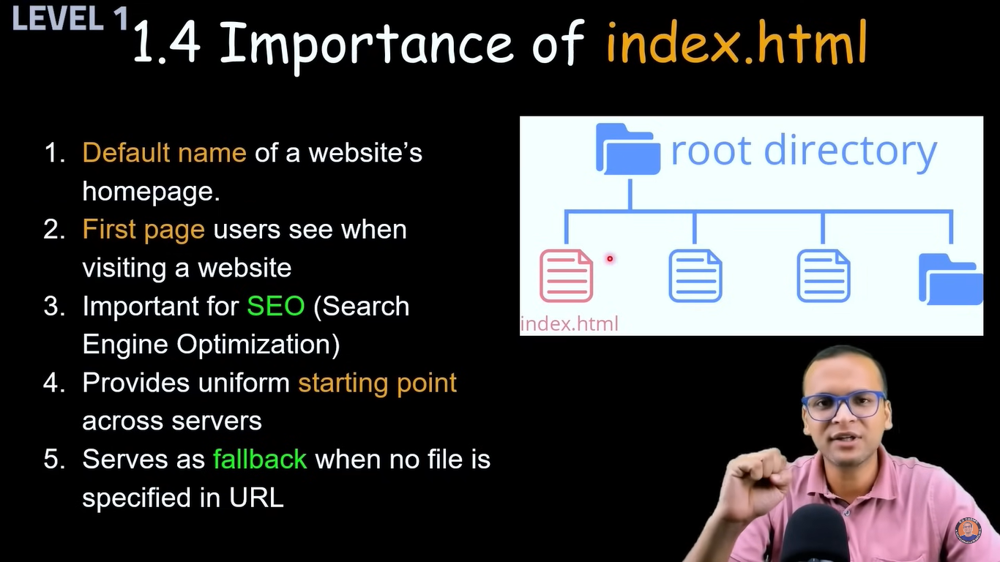 LEVEL 1
1.4 Importance of index.html
1. Default name of a website’s
homepage.
2. First page users see when
visiting a website
3. Important for SEO (Search
Engine Optimization)
4. Provides uniform starting point
across servers
5. Serves as fallback when no file is
specified in URL
root directory
index.html